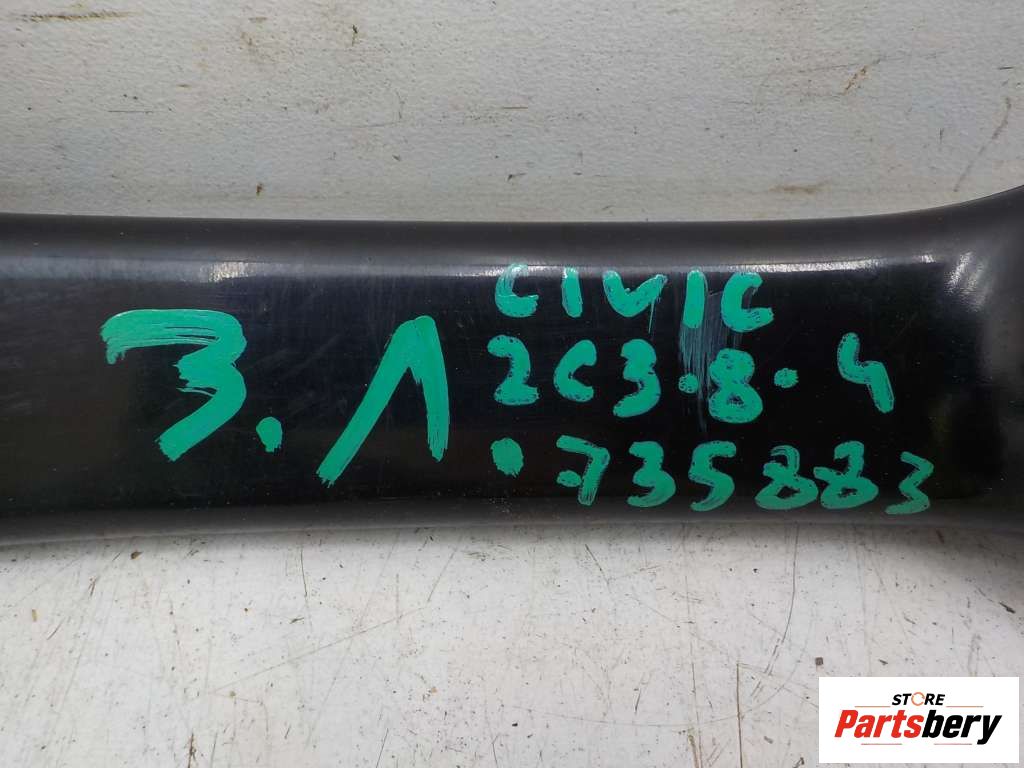 3.1
CIVIC
2C3.8.4
.735883
STORE
Partsbery